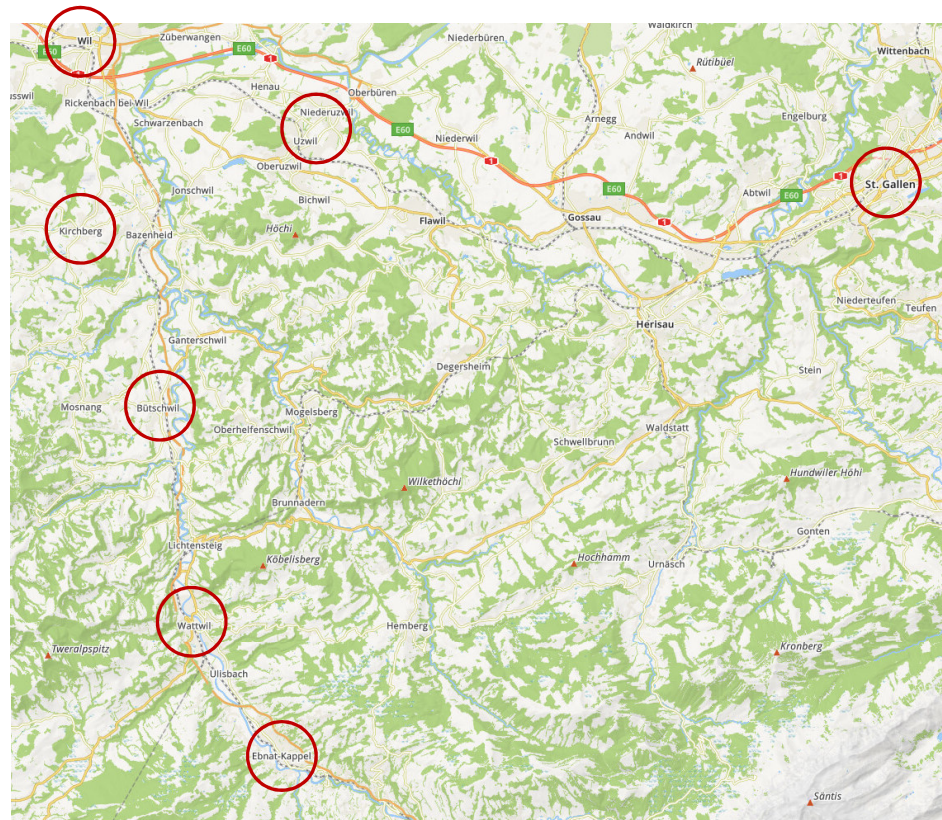 Waldkirch
Wil
Züberwangen
Niederbüren
E60
E60
1
1
Wittenbach
Rütibüel
Henau
Oberbüren
Rickenbach bei Wil
Niederuzwil
Schwarzenbach
E60
Arnegg
Engelburg
Uzwil
Niederwil
Andwil
1
Oberuzwil
1
St. Gallen
Jonschwil
E60
Abtwil
E60
Bichwil
Flawil
Gossau
1
Kirchberg
Bazenheid
Höchi
Niederteufen
Teufen
Herisau
Ganterschwil
Degersheim
Stein
Mosnang
Bütschwil
Mogelsberg
Oberhelfenschwil
Waldstatt
Schwellbrunn
Hundwiler Höhi
Wilkethöchi
Brunnadern
Gonten
Lichtensteig
Köbelisberg
Hochhamm
Urnäsch
Wattwil
Hemberg
Tweralpspitz
Kronberg
Ulisbach
Ebnat-Kappel
Säntis